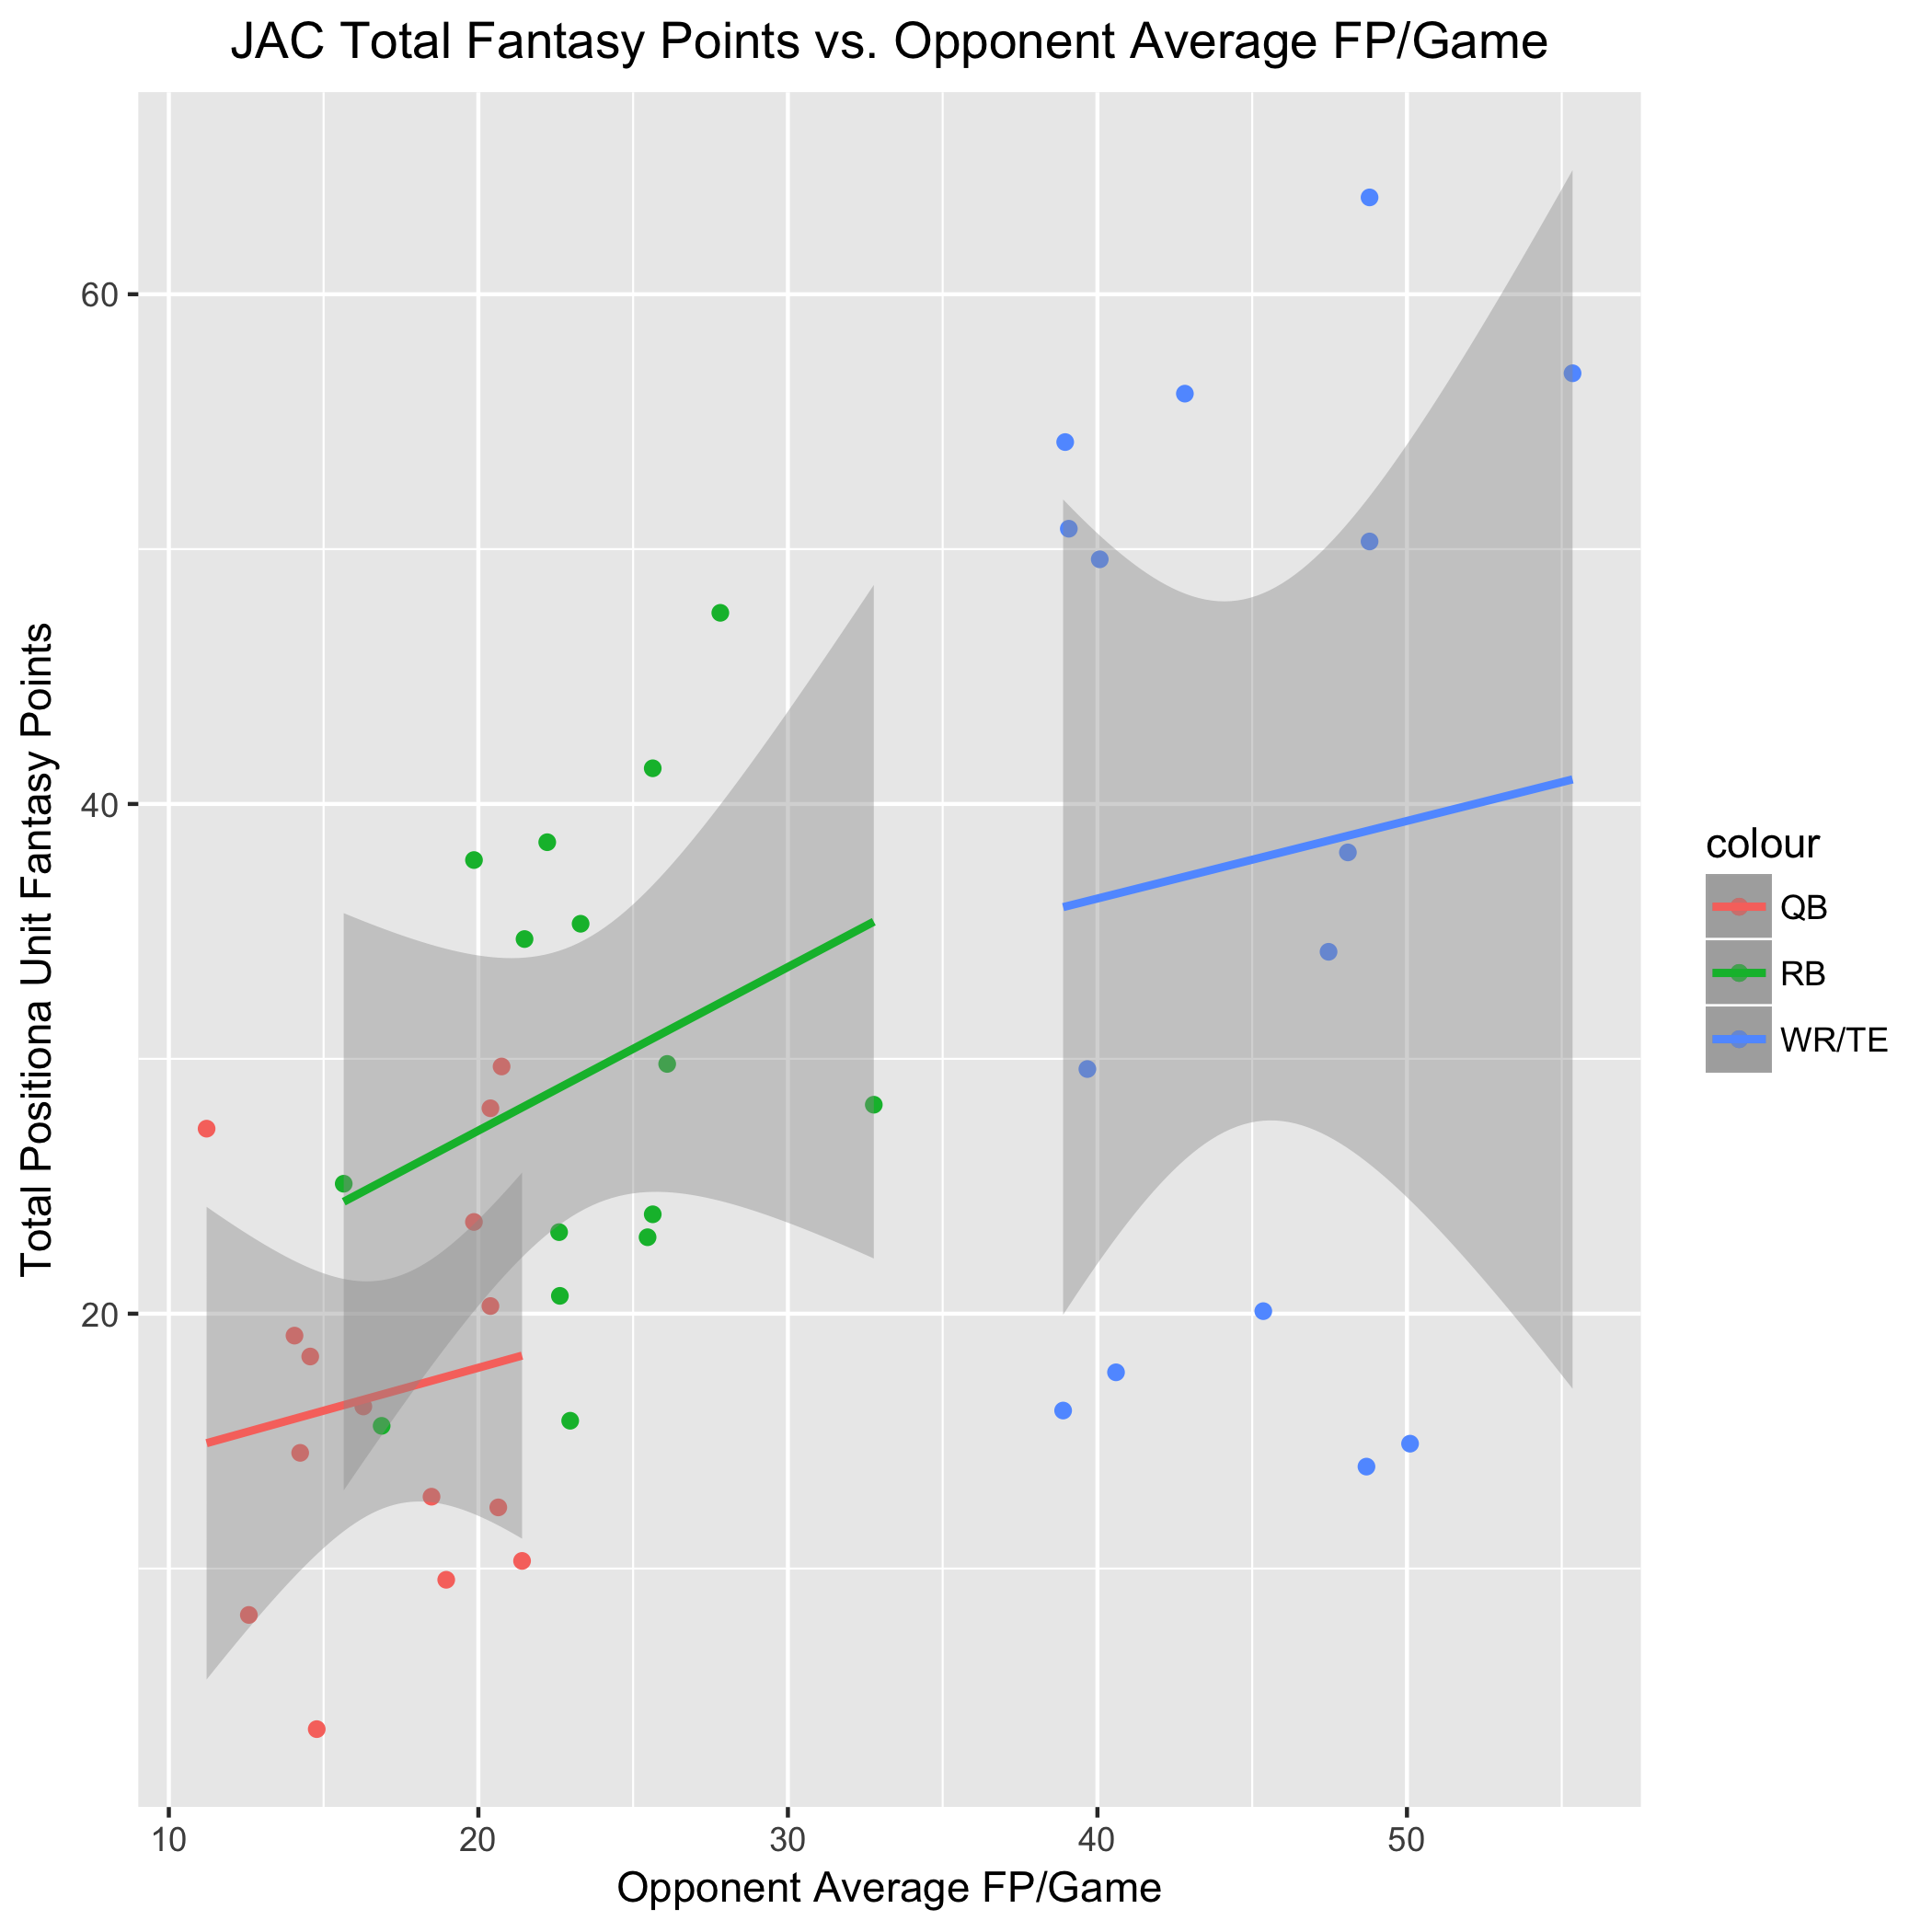 JAC Total Fantasy Points vs. Opponent Average FP/Game
Total Positiona Unit Fantasy Points
60
40
20
10
20
30
40
50
Opponent Average FP/Game
colour
QB
RB
WR/TE